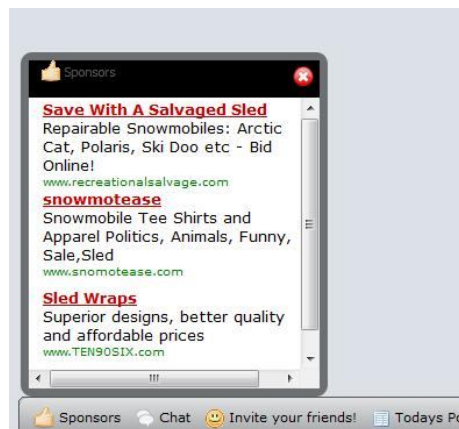 Sponsors
Save With A Salvaged Sled
Repairable Snowmobiles: Arctic
Cat, Polaris, Ski Doo etc - Bid
Online!
www.recreationalsalvage.com
snowmotease
Snowmobile Tee Shirts and
Apparel Politics, Animals, Funny,
Sale,Sled
www.snomotease.com
Sled Wraps
Superior designs, better quality
and affordable prices
www.TEN90SIX.com
Sponsors Chat Invite your friends! Todays Po